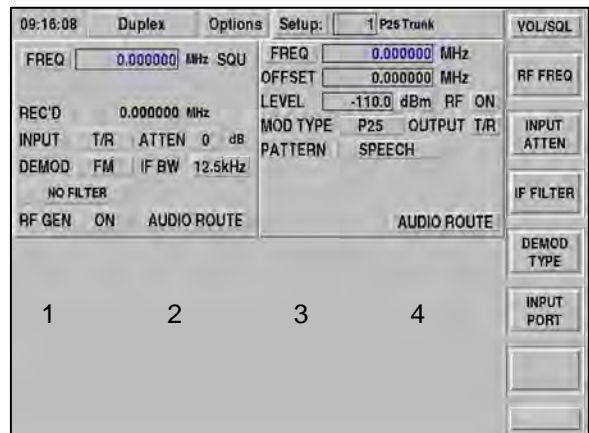 09:16:08 Duplex Options Setup: 1 P25 Trunk
FREQ 0.000000 MHz SQU
REC'D 0.000000 MHz
INPUT T/R ATTEN 0 dB
DEMOD FM IF BW 12.5kHz
NO FILTER
RF GEN ON AUDIO ROUTE
FREQ 0.000000 MHz
OFFSET 0.000000 MHz
LEVEL -110.0 dBm RF ON
MOD TYPE P25 OUTPUT T/R
PATTERN SPEECH
AUDIO ROUTE
1 2 3 4
VOL/SQL
RF FREQ
INPUT
ATTEN
IF FILTER
DEMOD
TYPE
INPUT
PORT